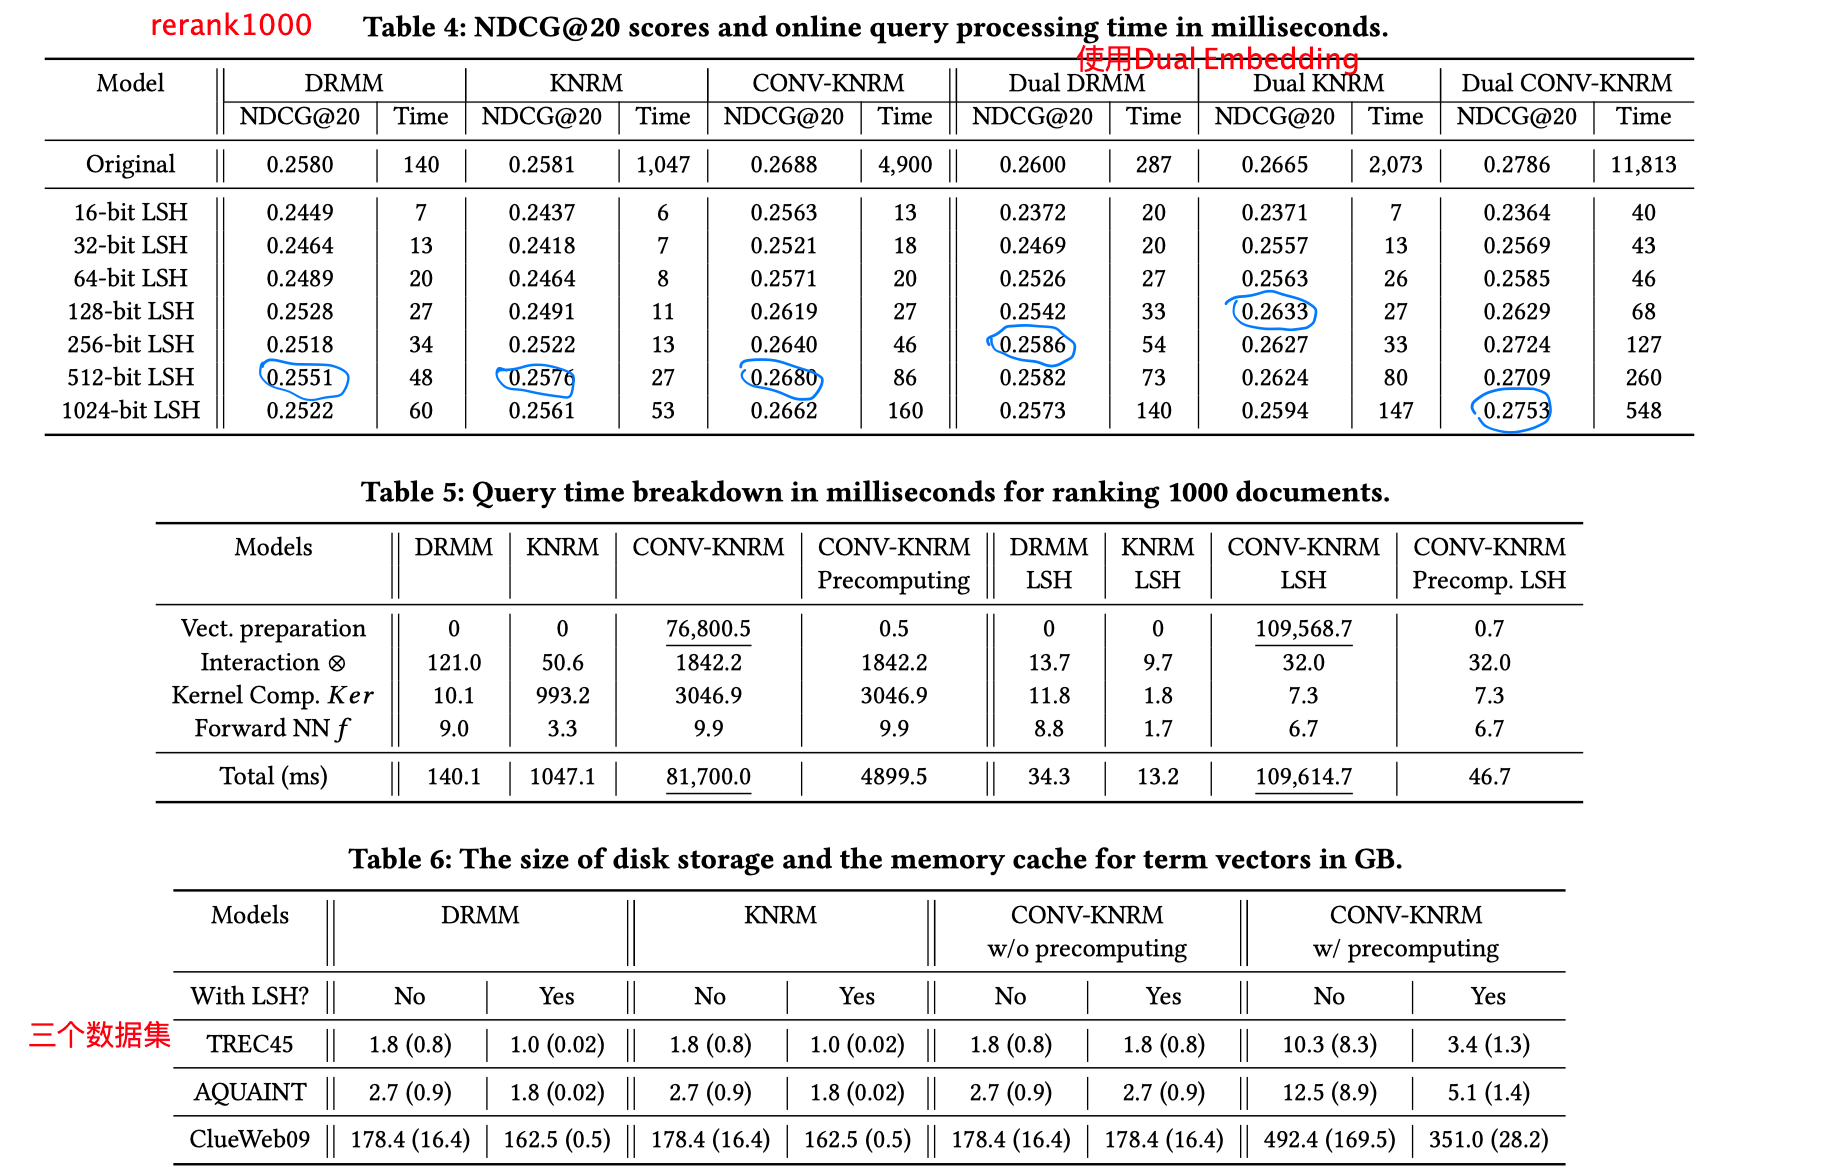 rerank1000
Table 4: NDCG@20 scores and online query processing time in milliseconds.
使用Dual Embedding
Model DRMM KNRM CONV-KNRM Dual DRMM Dual KNRM Dual CONV-KNRM
NDCG@20 Time NDCG@20 Time NDCG@20 Time NDCG@20 Time NDCG@20 Time NDCG@20 Time
Original 0.2580 140 0.2581 1,047 0.2688 4,900 0.2600 287 0.2665 2,073 0.2786 11,813
16-bit LSH 0.2449 7 0.2437 6 0.2563 13 0.2372 20 0.2371 7 0.2364 40
32-bit LSH 0.2464 13 0.2418 7 0.2521 18 0.2469 20 0.2557 13 0.2569 43
64-bit LSH 0.2489 20 0.2464 8 0.2571 20 0.2526 27 0.2563 26 0.2585 46
128-bit LSH 0.2528 27 0.2491 11 0.2619 27 0.2542 33 0.2633 27 0.2629 68
256-bit LSH 0.2518 34 0.2522 13 0.2640 46 0.2586 54 0.2627 33 0.2724 127
512-bit LSH 0.2551 48 0.2576 27 0.2680 86 0.2582 73 0.2624 80 0.2709 260
1024-bit LSH 0.2522 60 0.2561 53 0.2662 160 0.2573 140 0.2594 147 0.2753 548
Table 5: Query time breakdown in milliseconds for ranking 1000 documents.
Models DRMM KNRM CONV-KNRM CONV-KNRM DRMM KNRM CONV-KNRM CONV-KNRM
Precomputing LSH LSH LSH Precomp. LSH
Vect. preparation 0 0 76,800.5 0.5 0 0 109,568.7 0.7
Interaction ⊗ 121.0 50.6 1842.2 1842.2 13.7 9.7 32.0 32.0
Kernel Comp. Ker 10.1 993.2 3046.9 3046.9 11.8 1.8 7.3 7.3
Forward NN f 9.0 3.3 9.9 9.9 8.8 1.7 6.7 6.7
Total (ms) 140.1 1047.1 81,700.0 4899.5 34.3 13.2 109,614.7 46.7
Table 6: The size of disk storage and the memory cache for term vectors in GB.
Models DRMM KNRM CONV-KNRM CONV-KNRM
w/o precomputing w/ precomputing
With LSH? No Yes No Yes No Yes No Yes
三个数据集
TREC45 1.8 (0.8) 1.0 (0.02) 1.8 (0.8) 1.0 (0.02) 1.8 (0.8) 1.8 (0.8) 10.3 (8.3) 3.4 (1.3)
AQUAINT 2.7 (0.9) 1.8 (0.02) 2.7 (0.9) 1.8 (0.02) 2.7 (0.9) 2.7 (0.9) 12.5 (8.9) 5.1 (1.4)
ClueWeb09 178.4 (16.4) 162.5 (0.5) 178.4 (16.4) 162.5 (0.5) 178.4 (16.4) 178.4 (16.4) 492.4 (169.5) 351.0 (28.2)